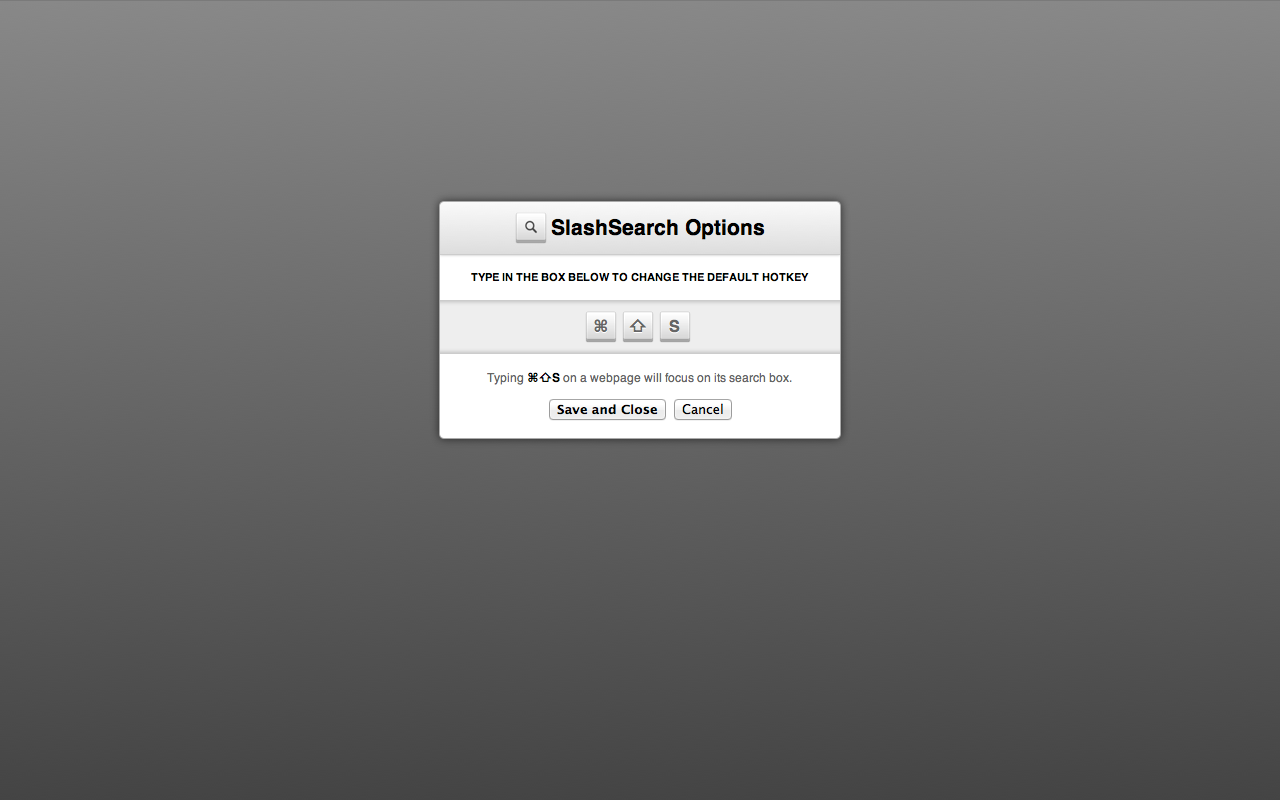 SlashSearch Options
TYPE IN THE BOX BELOW TO CHANGE THE DEFAULT HOTKEY
⌘ ⇧ S
Typing ⌘⇧S on a webpage will focus on its search box.
Save and Close Cancel